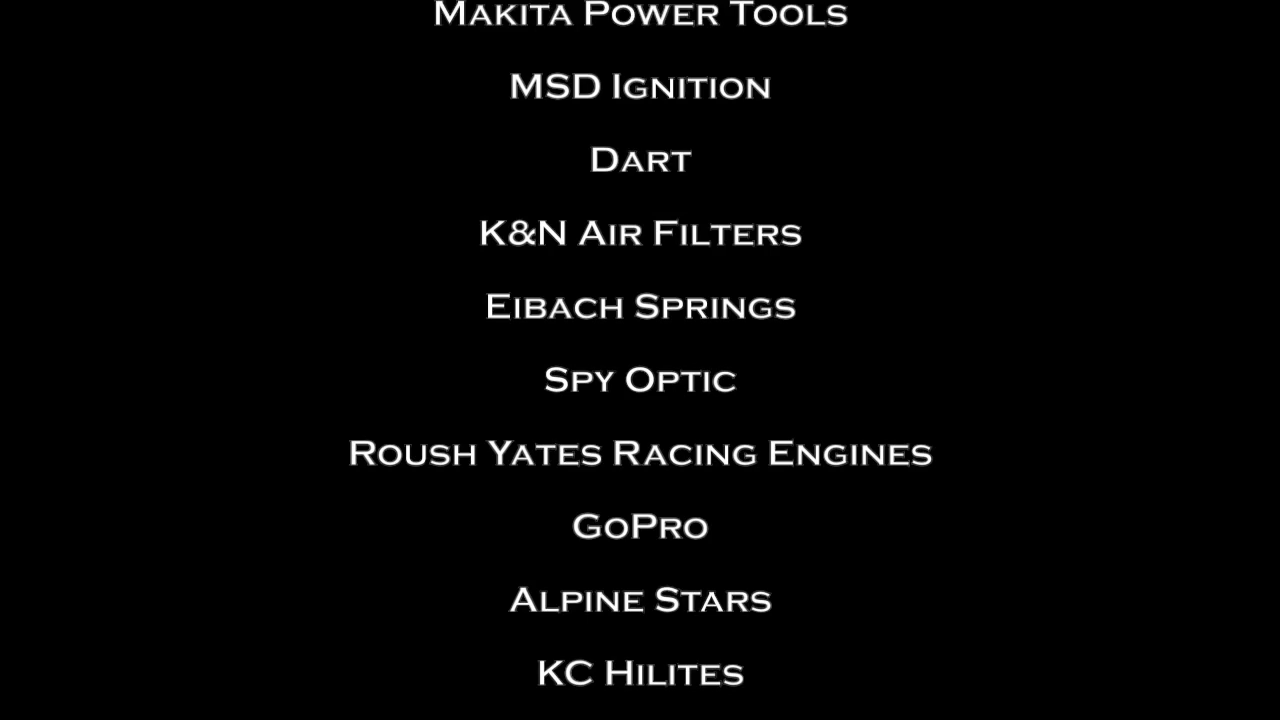 Makita Power Tools
MSD Ignition
Dart
K&N Air Filters
Eibach Springs
Spy Optic
Roush Yates Racing Engines
GoPro
Alpine Stars
KC Hilites